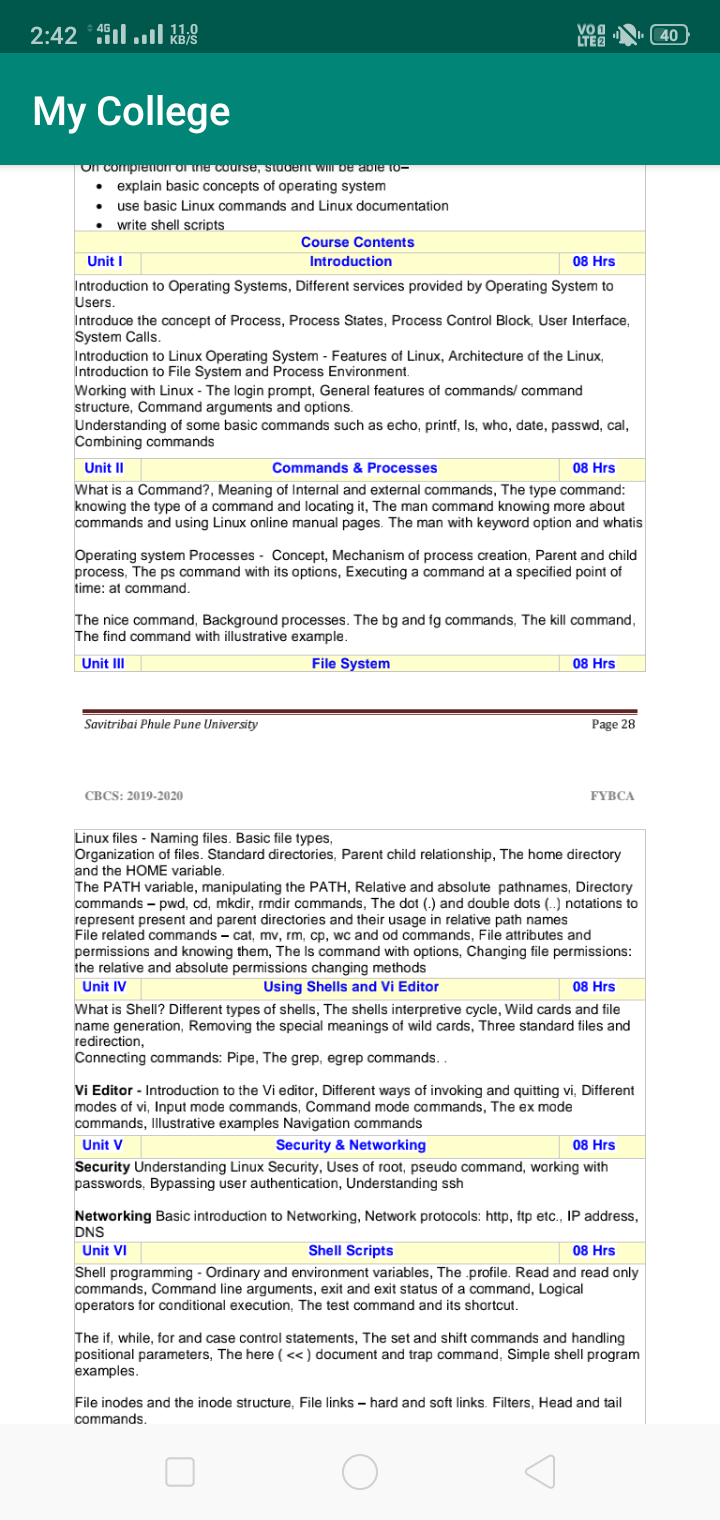 2:42 4G 11.0 KB/S VO LTE 1 2 40
My College
On completion of the course, student will be able to–
• explain basic concepts of operating system
• use basic Linux commands and Linux documentation
• write shell scripts
Course Contents
Unit I Introduction 08 Hrs
Introduction to Operating Systems, Different services provided by Operating System to
Users.
Introduce the concept of Process, Process States, Process Control Block, User Interface,
System Calls.
Introduction to Linux Operating System - Features of Linux, Architecture of the Linux,
Introduction to File System and Process Environment.
Working with Linux - The login prompt, General features of commands/ command
structure, Command arguments and options.
Understanding of some basic commands such as echo, printf, ls, who, date, passwd, cal,
Combining commands
Unit II Commands & Processes 08 Hrs
What is a Command?, Meaning of Internal and external commands, The type command:
knowing the type of a command and locating it, The man command knowing more about
commands and using Linux online manual pages. The man with keyword option and whatis
Operating system Processes - Concept, Mechanism of process creation, Parent and child
process, The ps command with its options, Executing a command at a specified point of
time: at command.
The nice command, Background processes. The bg and fg commands, The kill command,
The find command with illustrative example.
Unit III File System 08 Hrs
Savitribai Phule Pune University Page 28
CBCS: 2019-2020 FYBCA
Linux files - Naming files. Basic file types,
Organization of files. Standard directories, Parent child relationship, The home directory
and the HOME variable.
The PATH variable, manipulating the PATH, Relative and absolute pathnames, Directory
commands – pwd, cd, mkdir, rmdir commands, The dot (.) and double dots (..) notations to
represent present and parent directories and their usage in relative path names
File related commands – cat, mv, rm, cp, wc and od commands, File attributes and
permissions and knowing them, The ls command with options, Changing file permissions:
the relative and absolute permissions changing methods
Unit IV Using Shells and Vi Editor 08 Hrs
What is Shell? Different types of shells, The shells interpretive cycle, Wild cards and file
name generation, Removing the special meanings of wild cards, Three standard files and
redirection,
Connecting commands: Pipe, The grep, egrep commands. .
Vi Editor - Introduction to the Vi editor, Different ways of invoking and quitting vi, Different
modes of vi, Input mode commands, Command mode commands, The ex mode
commands, Illustrative examples Navigation commands
Unit V Security & Networking 08 Hrs
Security Understanding Linux Security, Uses of root, pseudo command, working with
passwords, Bypassing user authentication, Understanding ssh
Networking Basic introduction to Networking, Network protocols: http, ftp etc., IP address,
DNS
Unit VI Shell Scripts 08 Hrs
Shell programming - Ordinary and environment variables, The .profile. Read and read only
commands, Command line arguments, exit and exit status of a command, Logical
operators for conditional execution, The test command and its shortcut.
The if, while, for and case control statements, The set and shift commands and handling
positional parameters, The here ( << ) document and trap command, Simple shell program
examples.
File inodes and the inode structure, File links – hard and soft links. Filters, Head and tail
commands.